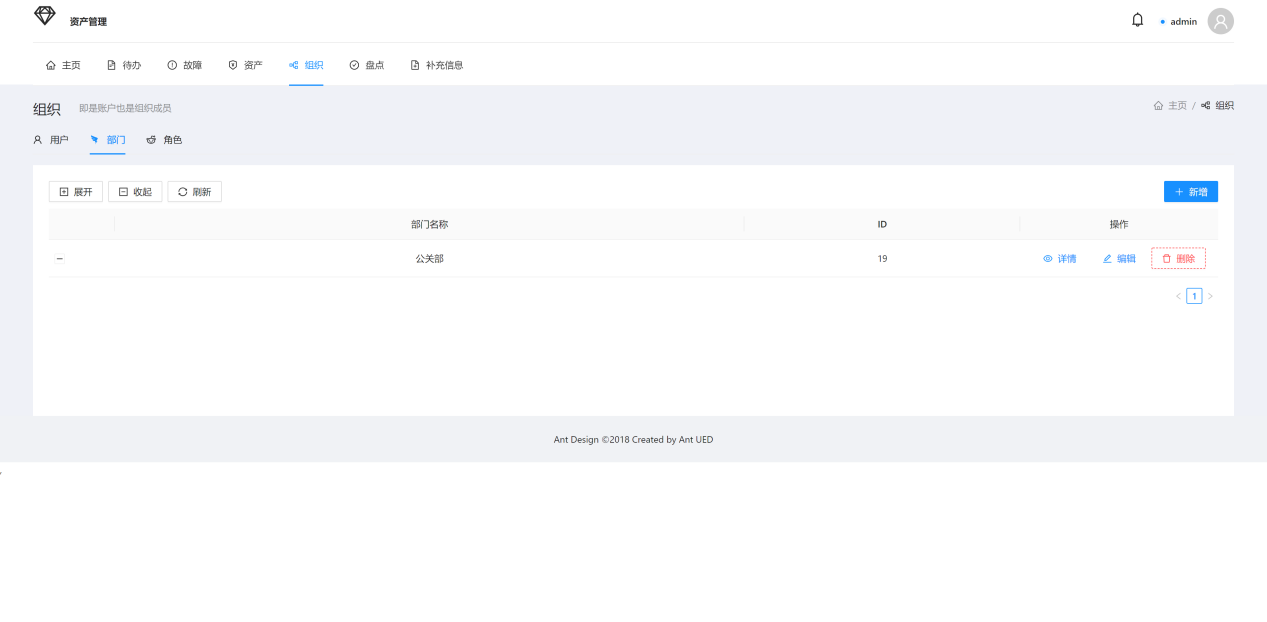 资产管理
admin
主页 待办 故障 资产 组织 盘点 补充信息
组织 即是账户也是组织成员
主页 / 组织
用户 部门 角色
展开 收起 刷新
+ 新增
部门名称 ID 操作
公关部 19 详情 编辑 删除
< 1 >
Ant Design ©2018 Created by Ant UED